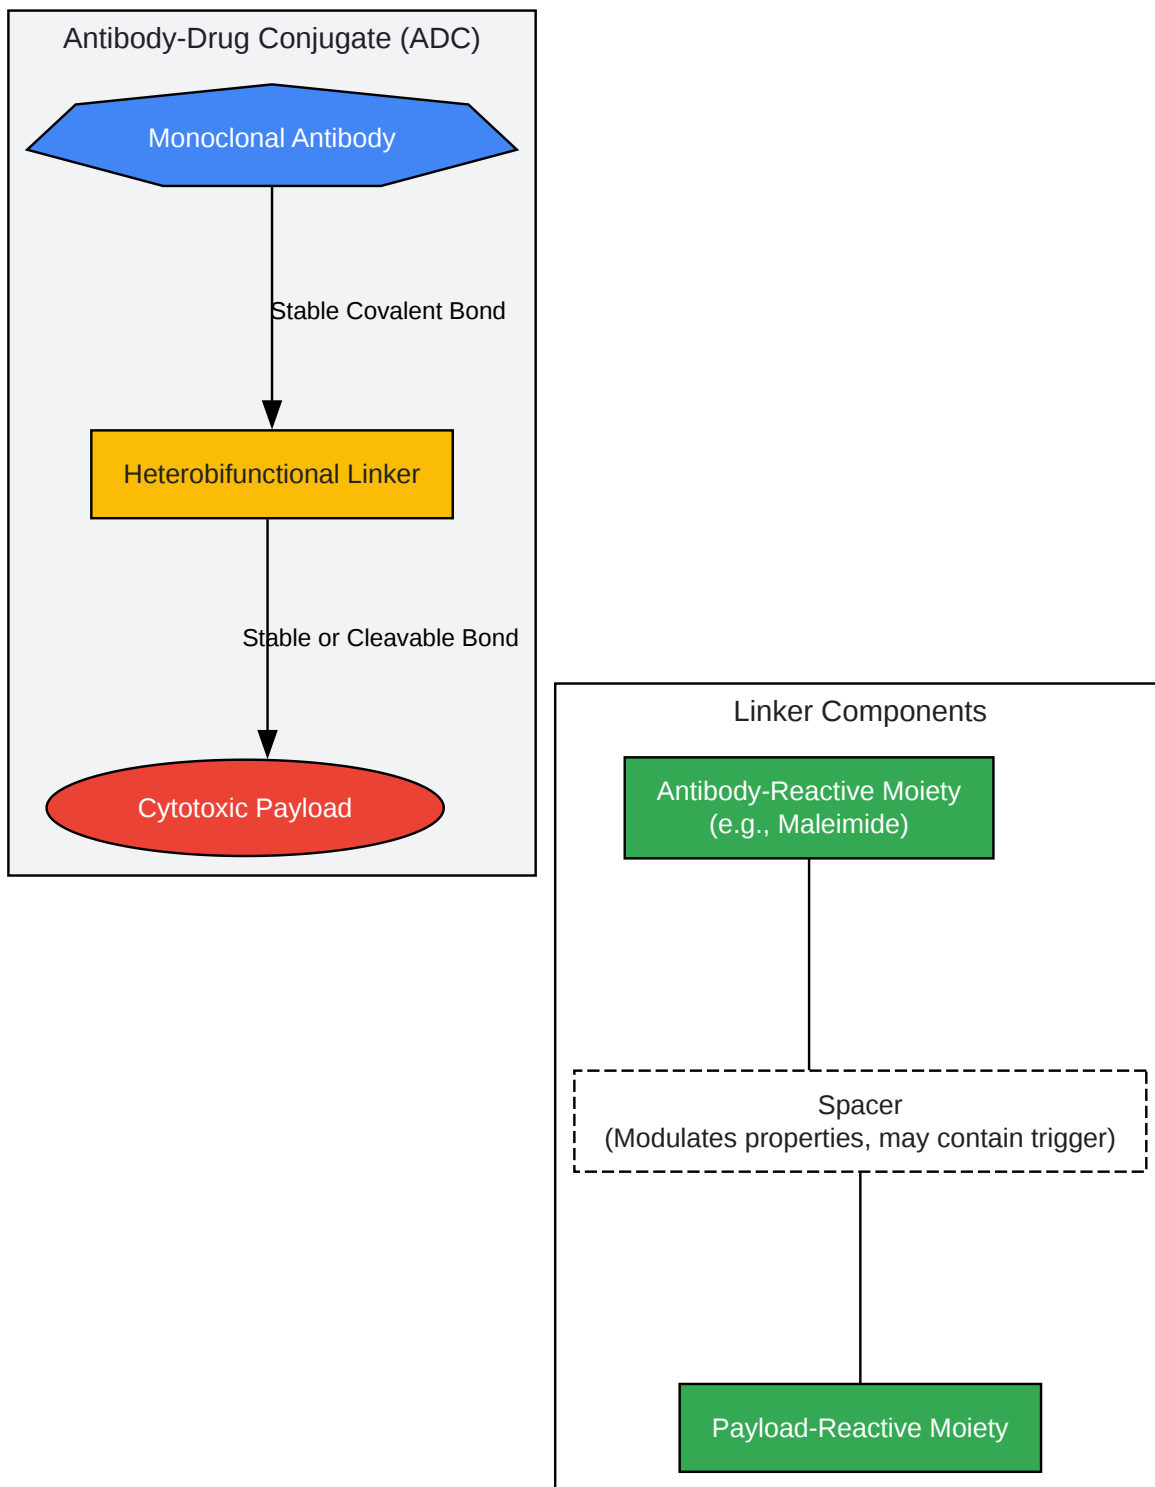 Antibody-Drug Conjugate (ADC)
Monoclonal Antibody
Stable Covalent Bond
Heterobifunctional Linker
Stable or Cleavable Bond
Cytotoxic Payload
Linker Components
Antibody-Reactive Moiety
(e.g., Maleimide)
Spacer
(Modulates properties, may contain trigger)
Payload-Reactive Moiety